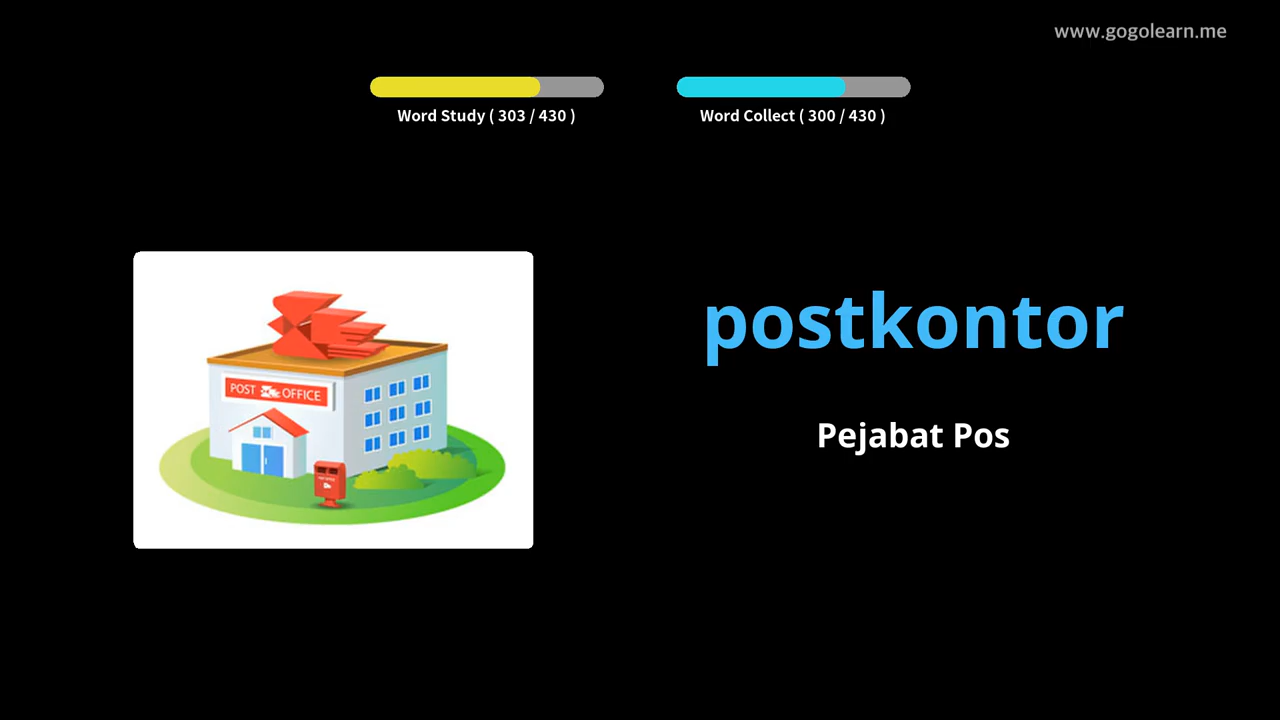 www.gogolearn.me
Word Study ( 303 / 430 )
Word Collect ( 300 / 430 )
POST OFFICE
postkontor
Pejabat Pos